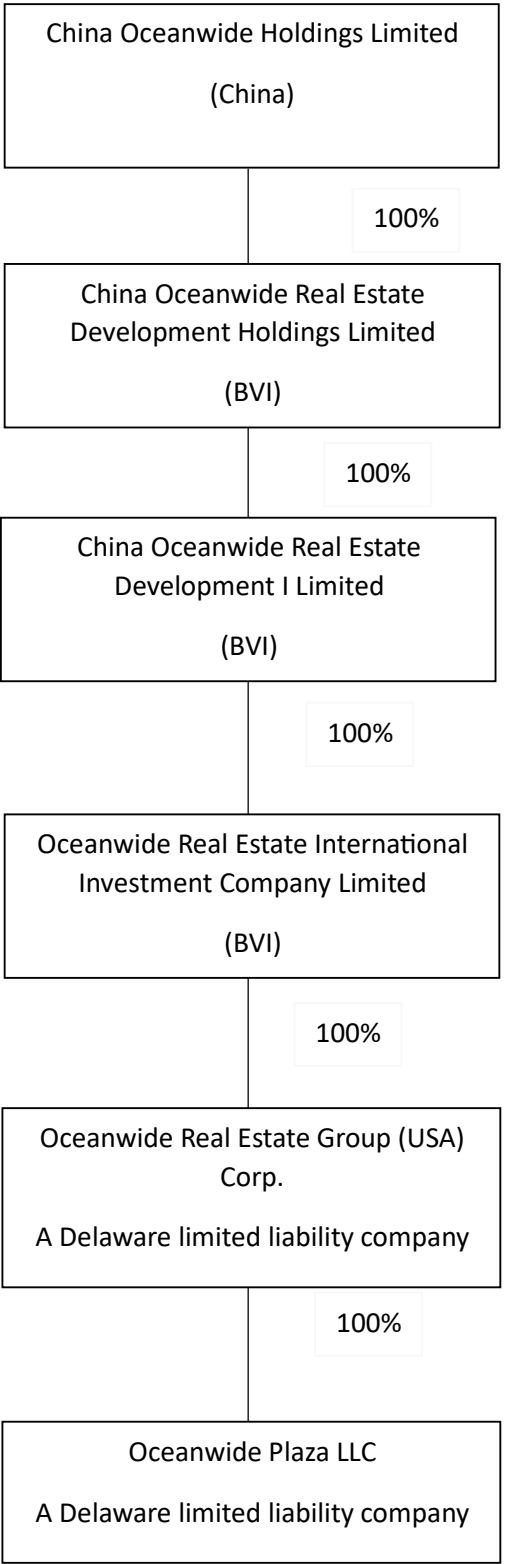 China Oceanwide Holdings Limited
(China)
100%
China Oceanwide Real Estate
Development Holdings Limited
(BVI)
100%
China Oceanwide Real Estate
Development I Limited
(BVI)
100%
Oceanwide Real Estate International
Investment Company Limited
(BVI)
100%
Oceanwide Real Estate Group (USA)
Corp.
A Delaware limited liability company
100%
Oceanwide Plaza LLC
A Delaware limited liability company